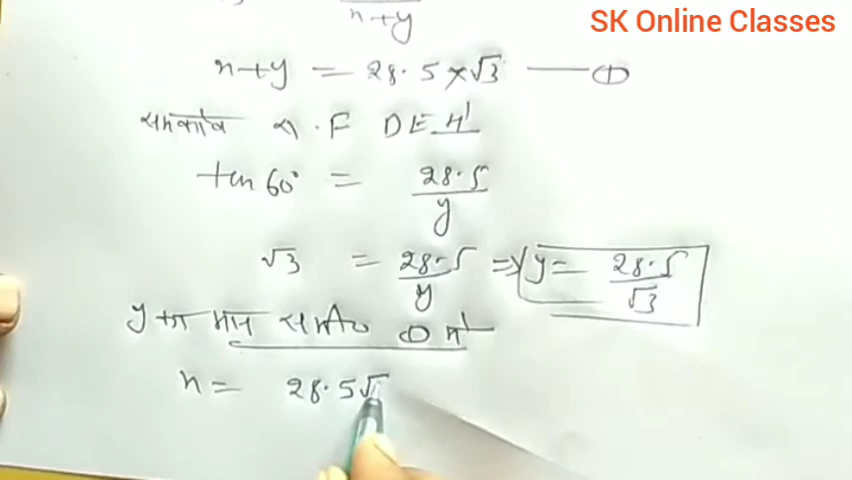 SK Online Classes
x+y
x+y = 28.5×√3 —— ①
समकोण △.F DEH में
tan 60° = 28.5/y
√3 = 28.5/y ⇒ y = 28.5/√3
y का मान समी० ① में
x = 28.5√